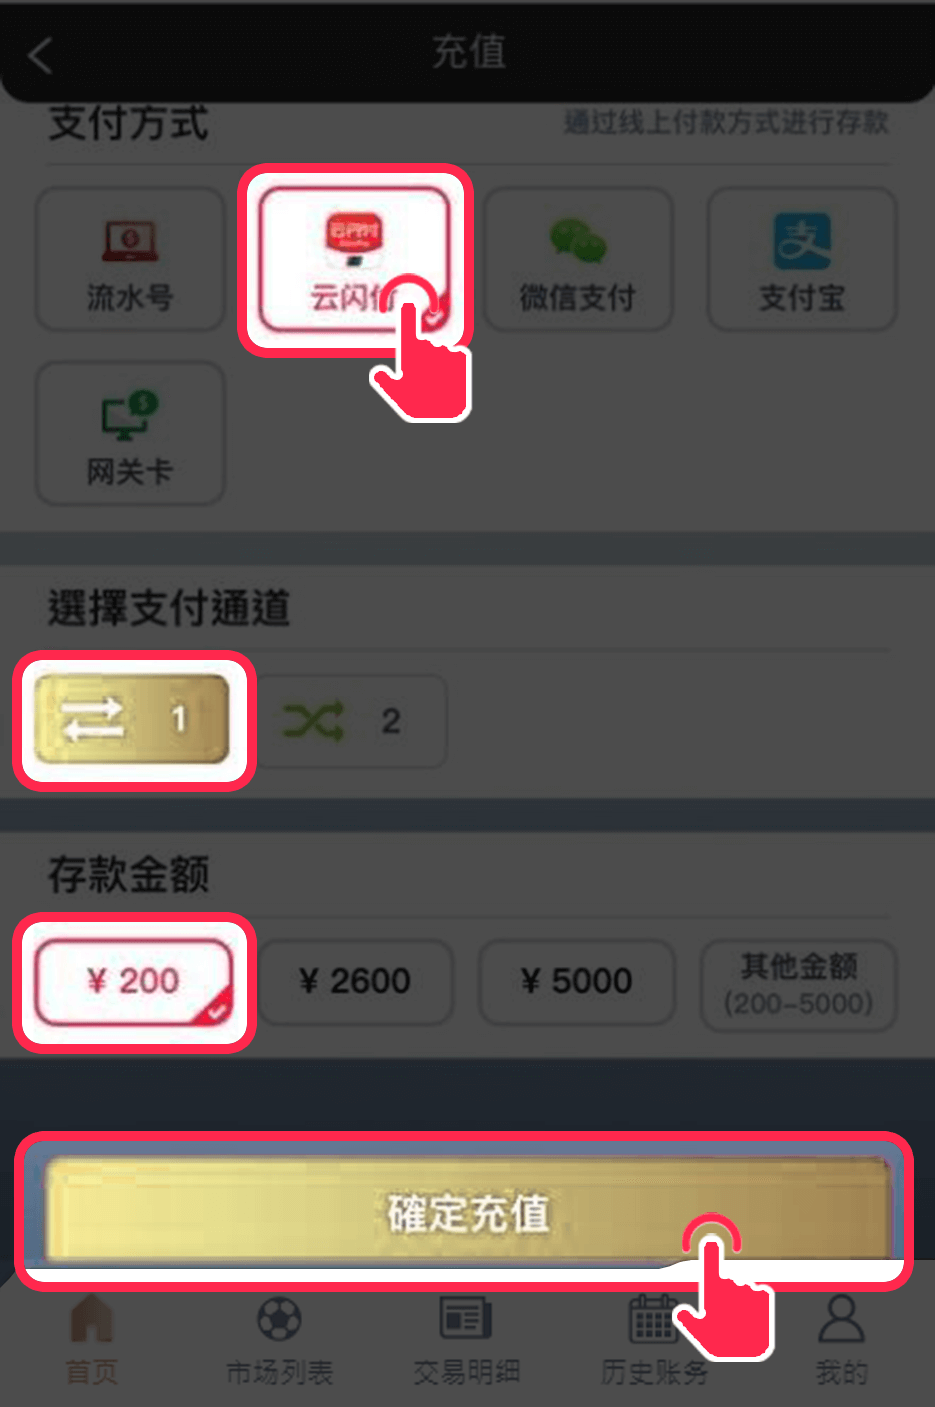 充值
支付方式
通过线上付款方式进行存款
流水号
云闪付
微信支付
支付宝
网关卡
選擇支付通道
1
2
存款金额
¥ 200
¥ 2600
¥ 5000
其他金额
(200-5000)
確定充值
首页
市场列表
交易明细
历史账务
我的